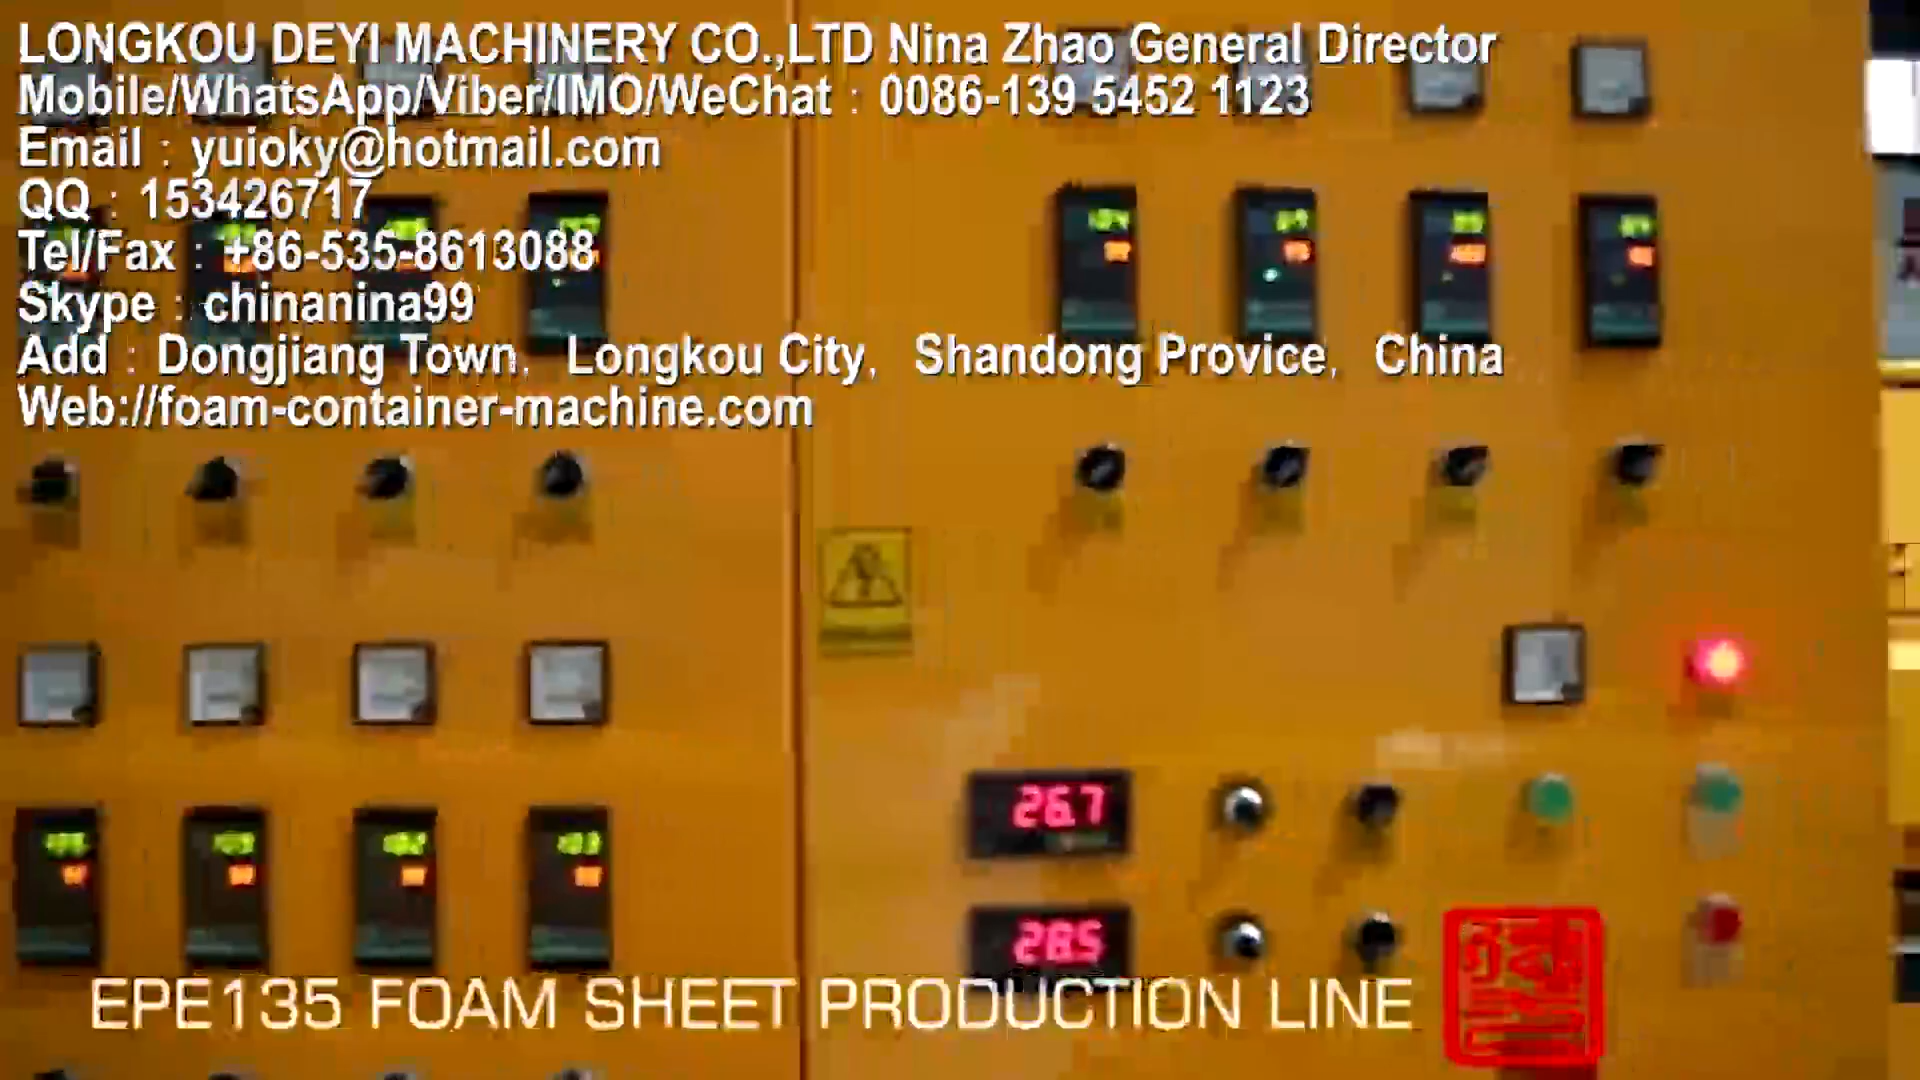 LONGKOU DEYI MACHINERY CO.,LTD Nina Zhao General Director
Mobile/WhatsApp/Viber/IMO/WeChat：0086-139 5452 1123
Email：yuioky@hotmail.com
QQ：153426717
Tel/Fax：+86-535-8613088
Skype：chinanina99
Add：Dongjiang Town，Longkou City，Shandong Provice，China
Web://foam-container-machine.com
26.7
28.5
EPE135 FOAM SHEET PRODUCTION LINE